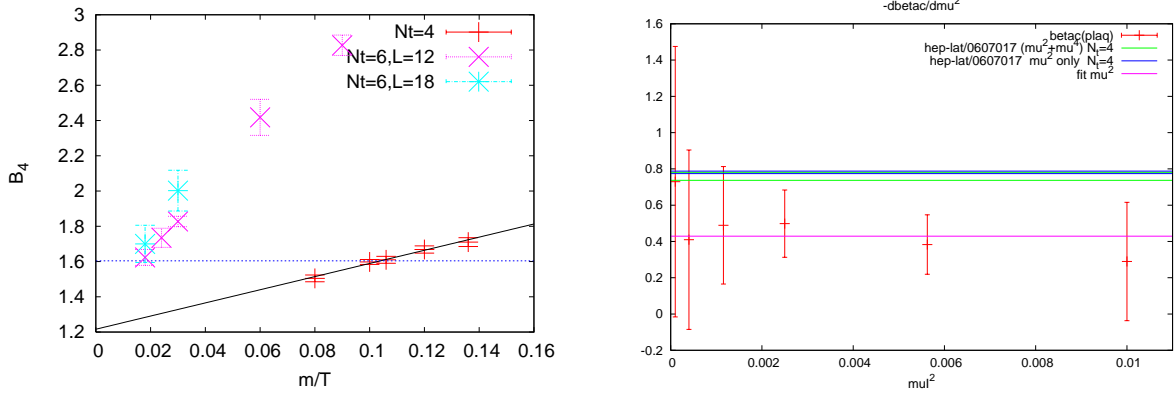 Nt=4
Nt=6,L=12
Nt=6,L=18
3
2.8
2.6
2.4
2.2
2
1.8
1.6
1.4
1.2
B4
0 0.02 0.04 0.06 0.08 0.1 0.12 0.14 0.16
m/T
-dbetac/dmu²
betac(plaq)
hep-lat/0607017 (mu²+mu⁴) Nt=4
hep-lat/0607017 mu² only Nt=4
fit mu²
1.6
1.4
1.2
1
0.8
0.6
0.4
0.2
0
-0.2
0 0.002 0.004 0.006 0.008 0.01
muI²